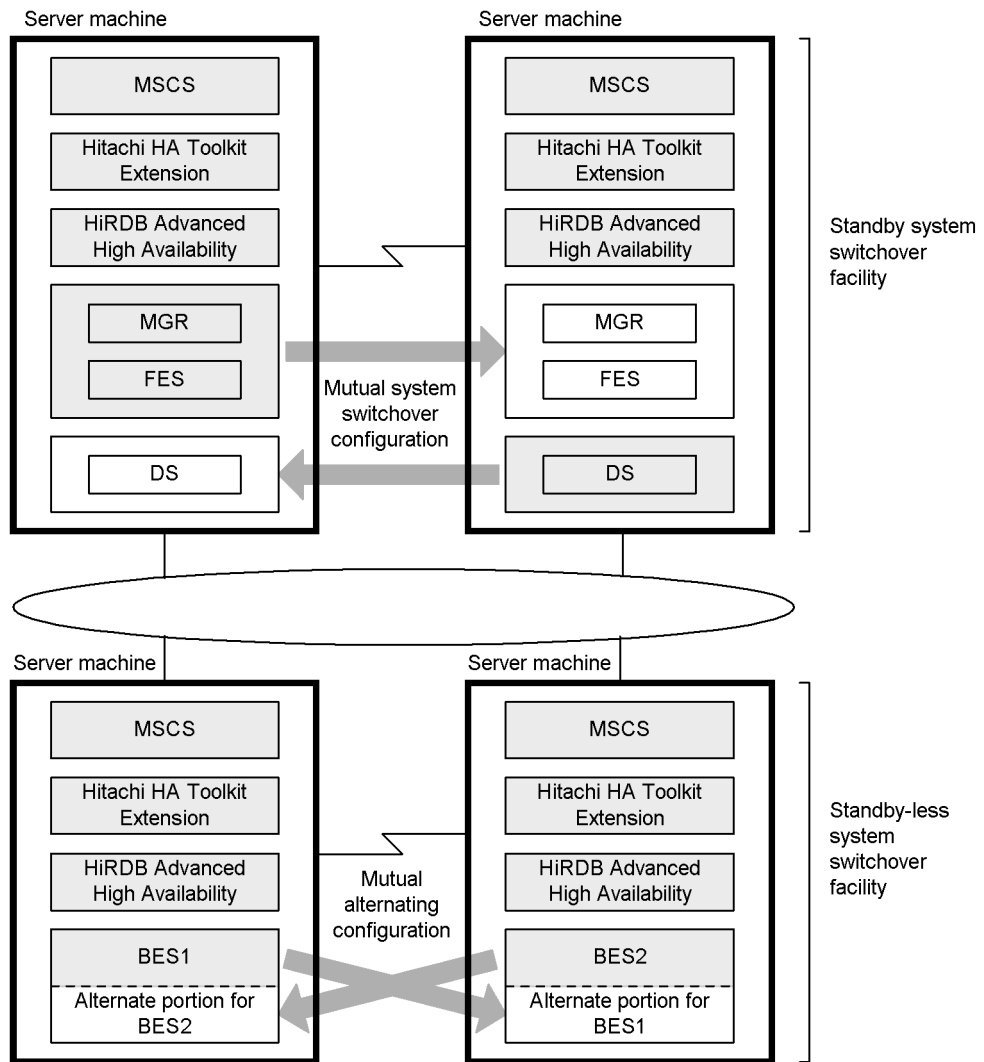 Server machine
MSCS
Hitachi HA Toolkit
Extension
HiRDB Advanced
High Availability
MGR
FES
DS
Mutual system
switchover
configuration
Server machine
MSCS
Hitachi HA Toolkit
Extension
HiRDB Advanced
High Availability
MGR
FES
DS
Standby system
switchover
facility
Server machine
MSCS
Hitachi HA Toolkit
Extension
HiRDB Advanced
High Availability
BES1
Alternate portion for
BES2
Mutual
alternating
configuration
Server machine
MSCS
Hitachi HA Toolkit
Extension
HiRDB Advanced
High Availability
BES2
Alternate portion for
BES1
Standby-less
system
switchover
facility